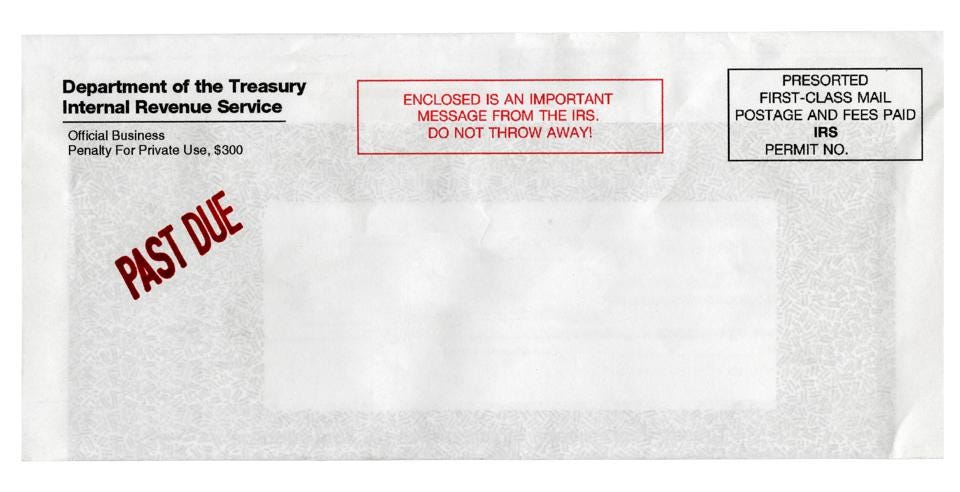 Department of the Treasury
Internal Revenue Service
Official Business
Penalty For Private Use, $300
ENCLOSED IS AN IMPORTANT
MESSAGE FROM THE IRS.
DO NOT THROW AWAY!
PRESORTED
FIRST-CLASS MAIL
POSTAGE AND FEES PAID
IRS
PERMIT NO.
PAST DUE